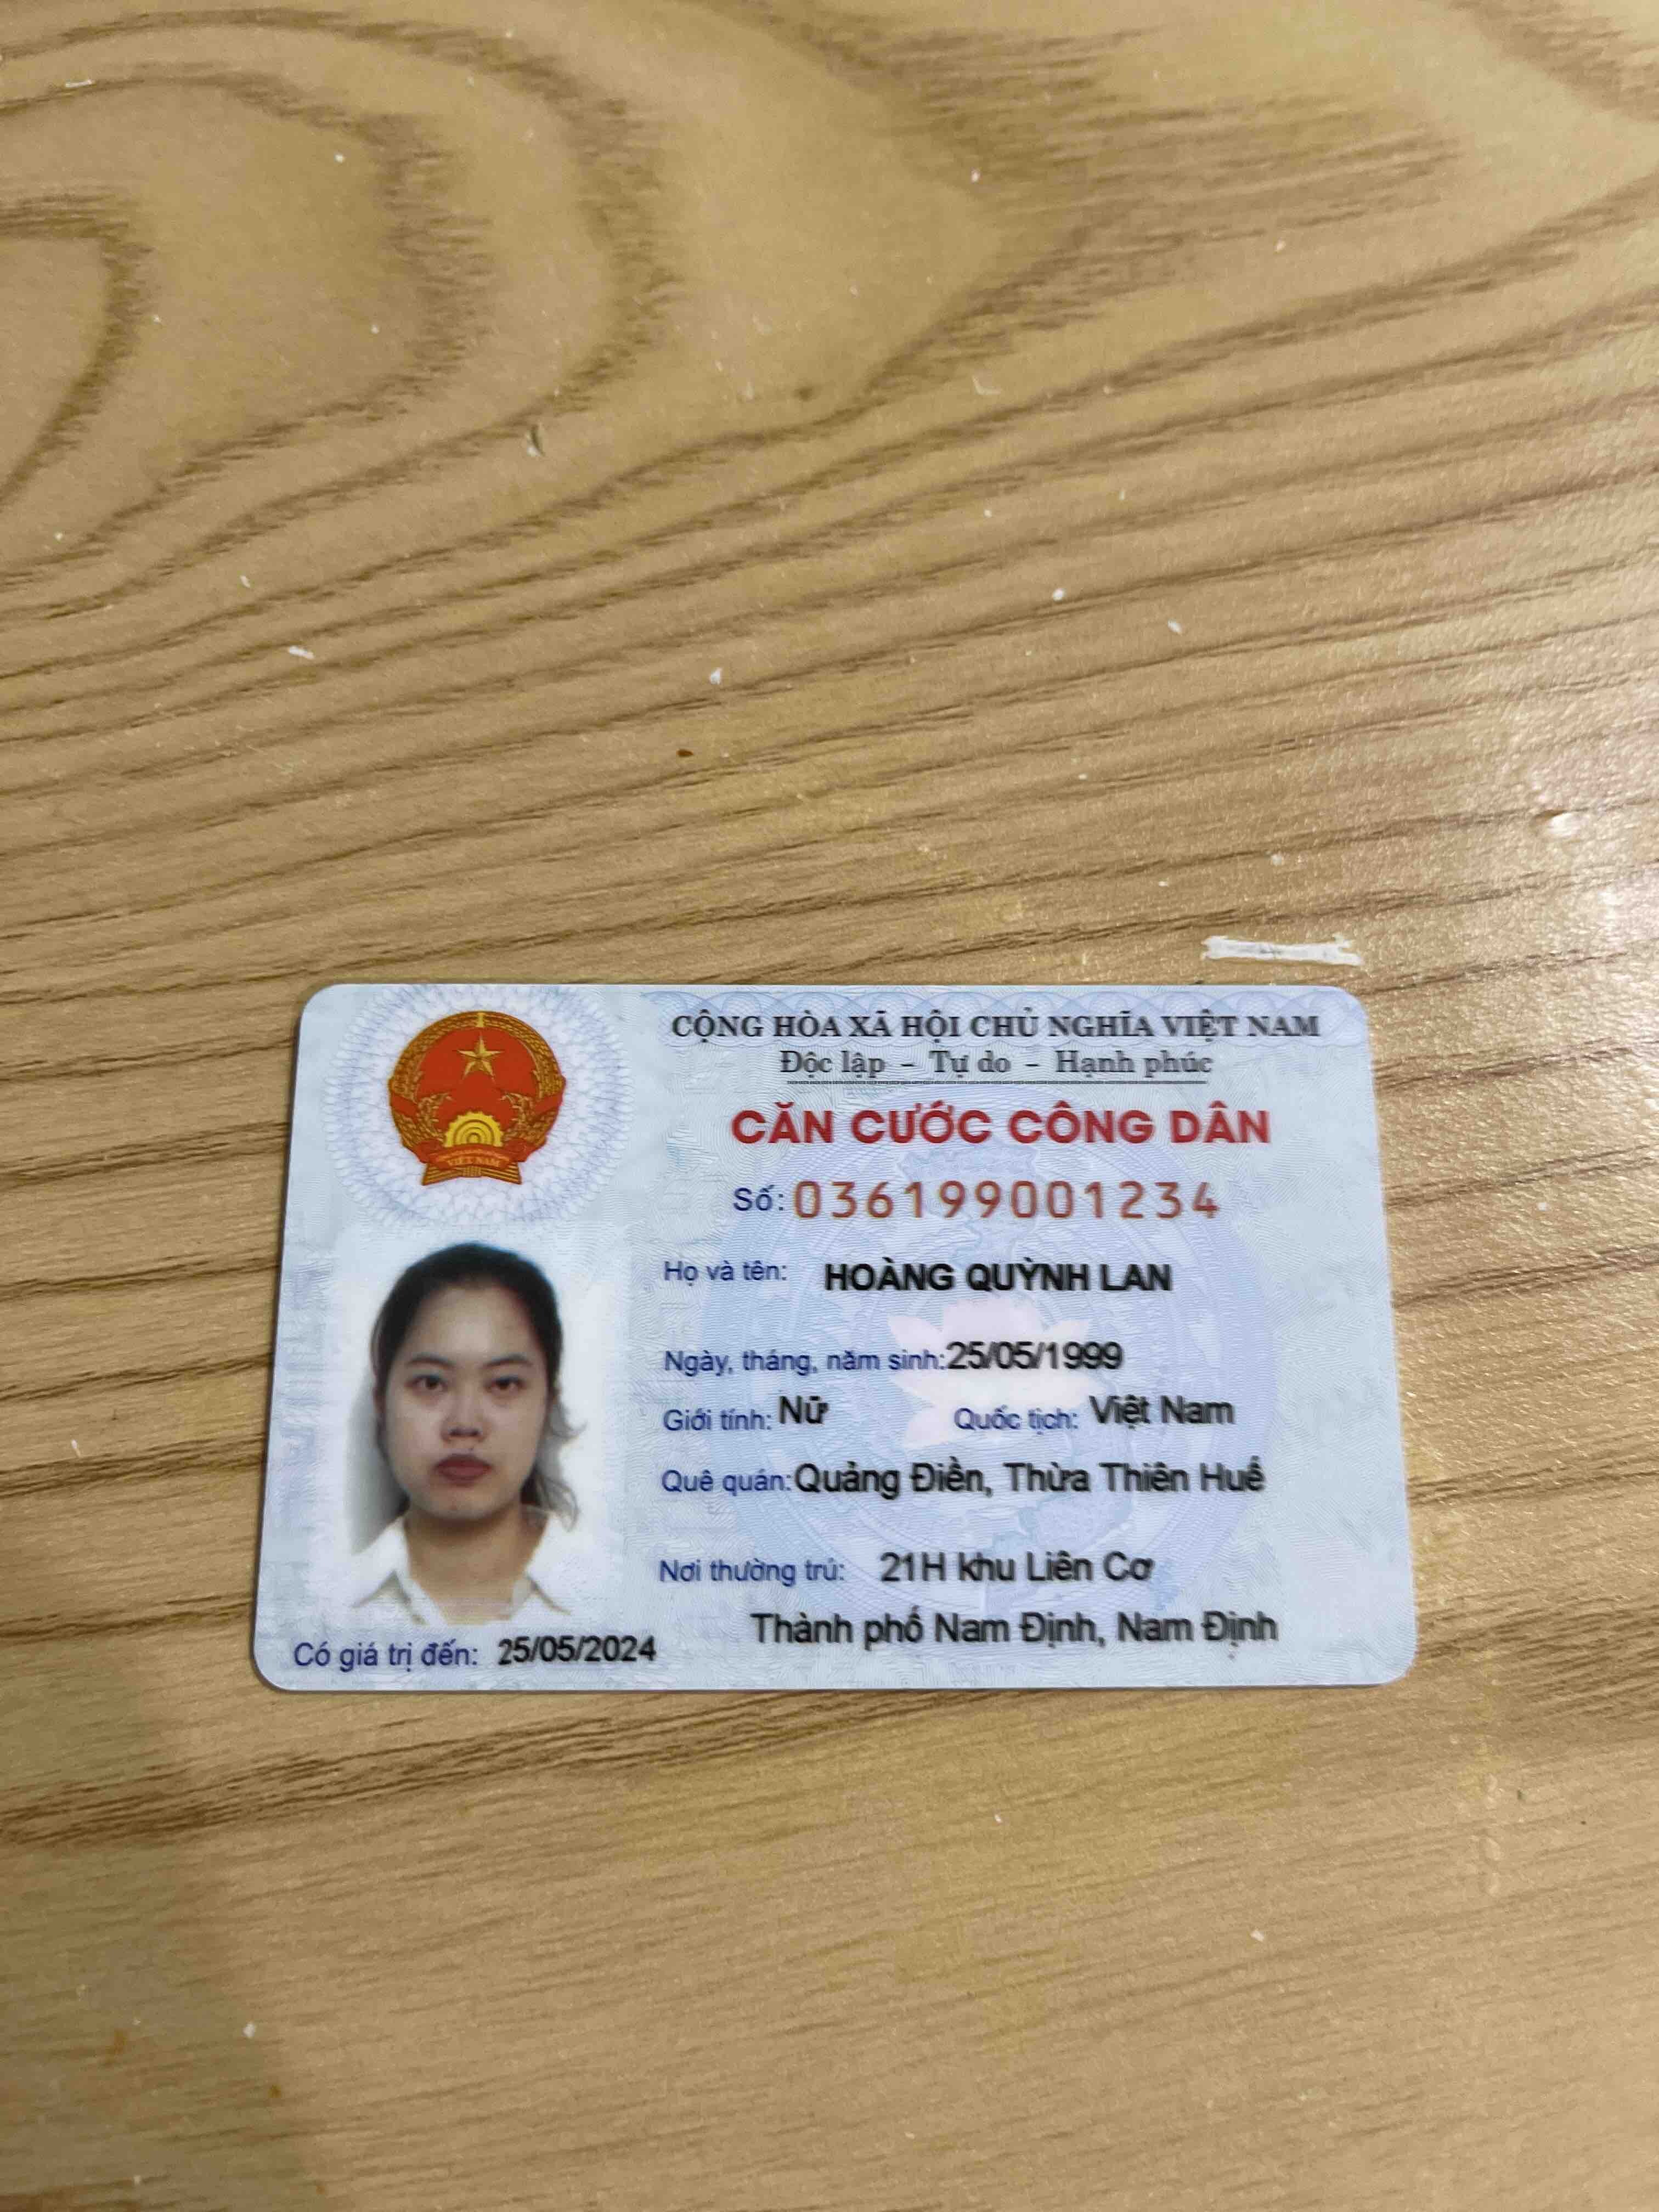 CỘNG HÒA XÃ HỘI CHỦ NGHĨA VIỆT NAM
Độc lập - Tự do - Hạnh phúc
CĂN CƯỚC CÔNG DÂN
Số: 036199001234
Họ và tên: HOÀNG QUỲNH LAN
Ngày, tháng, năm sinh: 25/05/1999
Giới tính: Nữ Quốc tịch: Việt Nam
Quê quán: Quảng Điền, Thừa Thiên Huế
Nơi thường trú: 21H khu Liên Cơ
Thành phố Nam Định, Nam Định
Có giá trị đến: 25/05/2024
VIỆT NAM